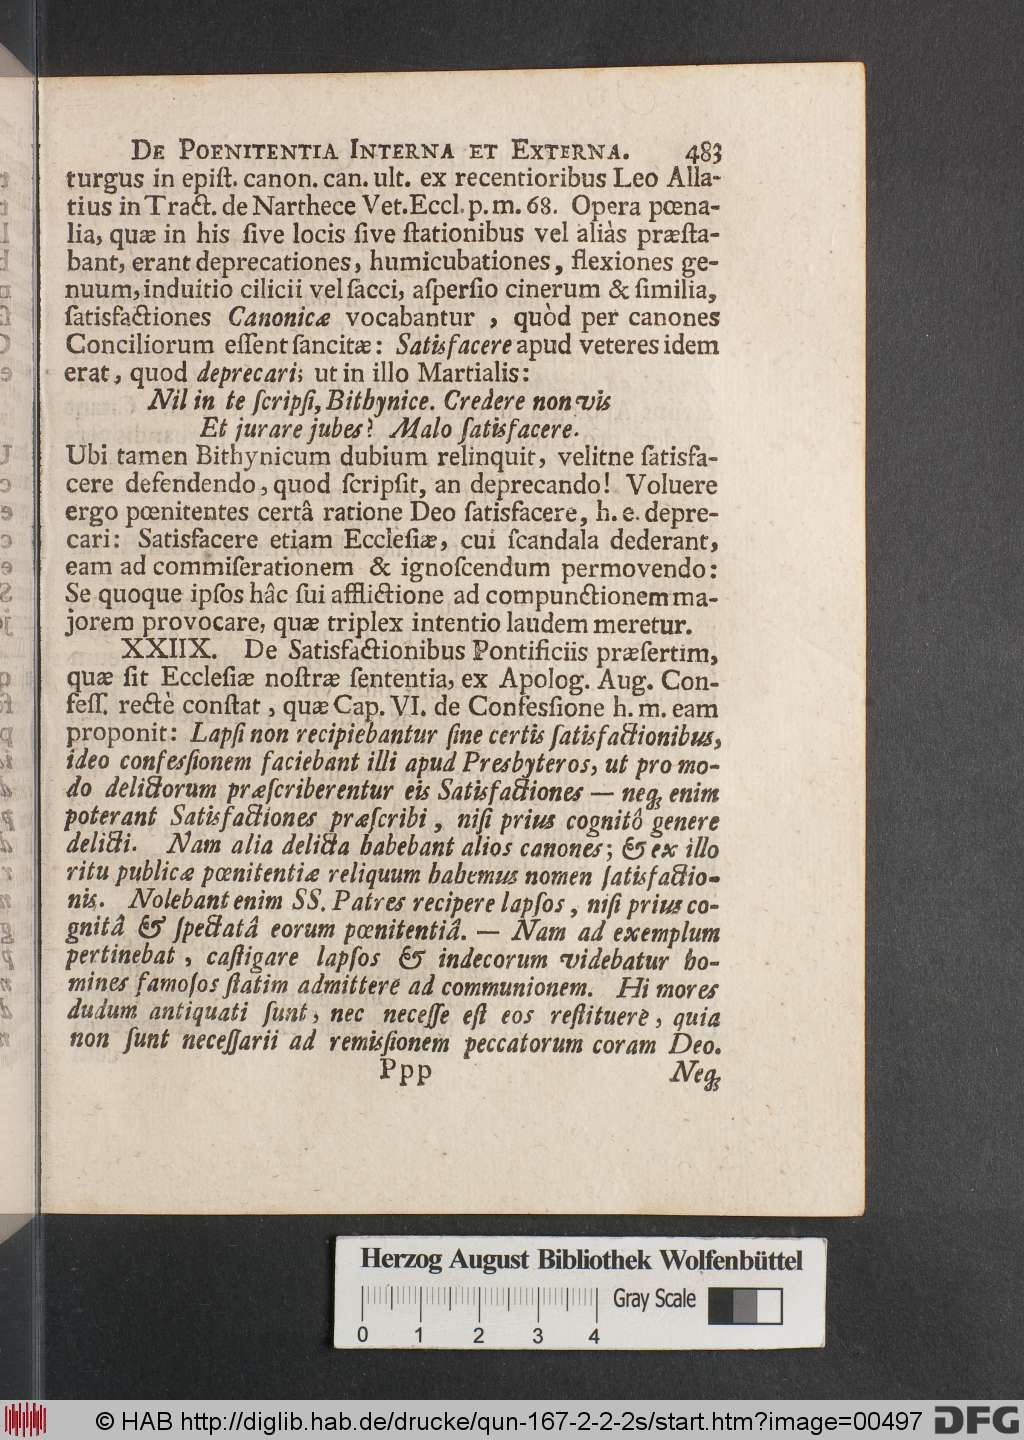 De Poenitentia Interna et Externa. 483
turgus in epiſt. canon. can. ult. ex recentioribus Leo Alla-
tius in Tract. de Narthece Vet. Eccl. p. m. 68. Opera pœna-
lia, quæ in his ſive locis ſive ſtationibus vel aliàs præſta-
bant, erant deprecationes, humicubationes, flexiones ge-
nuum, induitio cilicii vel ſacci, aſperſio cinerum & ſimilia,
ſatisfactiones Canonicæ vocabantur , quòd per canones
Conciliorum eſſent ſancitæ: Satisfacere apud veteres idem
erat, quod deprecari; ut in illo Martialis:
Nil in te ſcripſi, Bithynice. Credere non vis
Et jurare jubes? Malo ſatisfacere.
Ubi tamen Bithynicum dubium relinquit, velitne ſatisfa-
cere defendendo, quod ſcripſit, an deprecando! Voluere
ergo pœnitentes certâ ratione Deo ſatisfacere, h. e. depre-
cari: Satisfacere etiam Eccleſiæ, cui ſcandala dederant,
eam ad commiſerationem & ignoſcendum permovendo:
Se quoque ipſos hâc ſui afflictione ad compunctionem ma-
jorem provocare, quæ triplex intentio laudem meretur.
XXIIX. De Satisfactionibus Pontificiis præſertim,
quæ ſit Eccleſiæ noſtræ ſententia, ex Apolog. Aug. Con-
feſſ. rectè conſtat , quæ Cap. VI. de Confeſſione h. m. eam
proponit: Lapſi non recipiebantur ſine certis ſatisfactionibus,
ideo confesſionem faciebant illi apud Presbyteros, ut pro mo-
do delictorum præſcriberentur eis Satisfactiones — neq; enim
poterant Satisfactiones præſcribi , niſi prius cognitô genere
delicti. Nam alia delicta habebant alios canones; & ex illo
ritu publicæ pœnitentiæ reliquum habemus nomen ſatisfactio-
nis. Nolebant enim SS. Patres recipere lapſos , niſi prius co-
gnitâ & ſpectatâ eorum pœnitentiâ. — Nam ad exemplum
pertinebat , caſtigare lapſos & indecorum videbatur ho-
mines famoſos ſtatim admittere ad communionem. Hi mores
dudum antiquati ſunt, nec neceſſe eſt eos reſtituere, quia
non ſunt neceſſarii ad remisſionem peccatorum coram Deo.
Ppp Neq;
Herzog August Bibliothek Wolfenbüttel
Gray Scale
0 1 2 3 4
© HAB http://diglib.hab.de/drucke/qun-167-2-2-2s/start.htm?image=00497 DFG